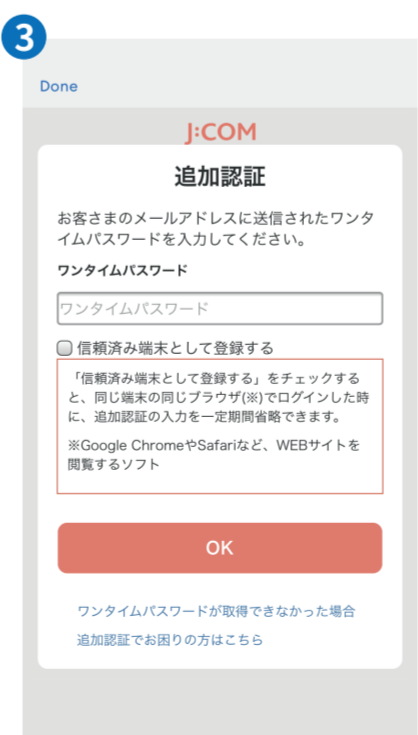 3
Done
J:COM
追加認証
お客さまのメールアドレスに送信されたワンタ
イムパスワードを入力してください。
ワンタイムパスワード
ワンタイムパスワード
信頼済み端末として登録する
「信頼済み端末として登録する」をチェックする
と、同じ端末の同じブラウザ(※)でログインした時
に、追加認証の入力を一定期間省略できます。
※Google ChromeやSafariなど、WEBサイトを
閲覧するソフト
OK
ワンタイムパスワードが取得できなかった場合
追加認証でお困りの方はこちら